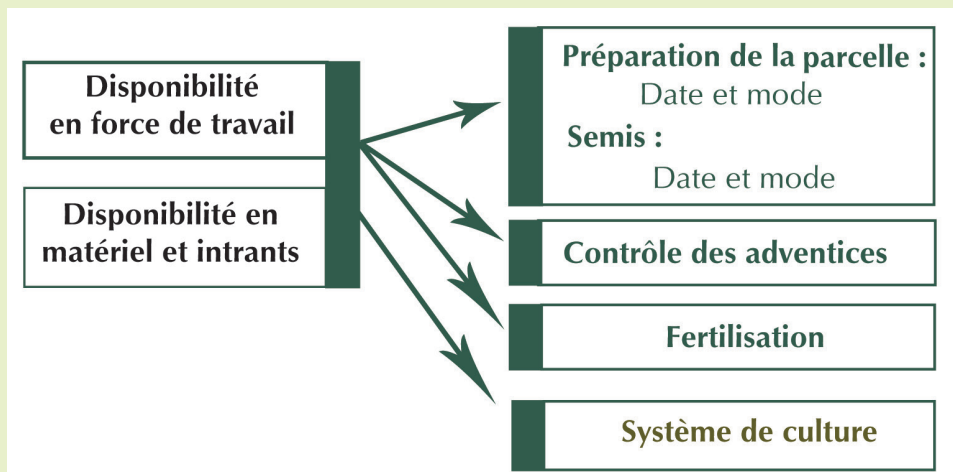 Disponibilité
en force de travail
Disponibilité en
matériel et intrants
Préparation de la parcelle :
Date et mode
Semis :
Date et mode
Contrôle des adventices
Fertilisation
Système de culture